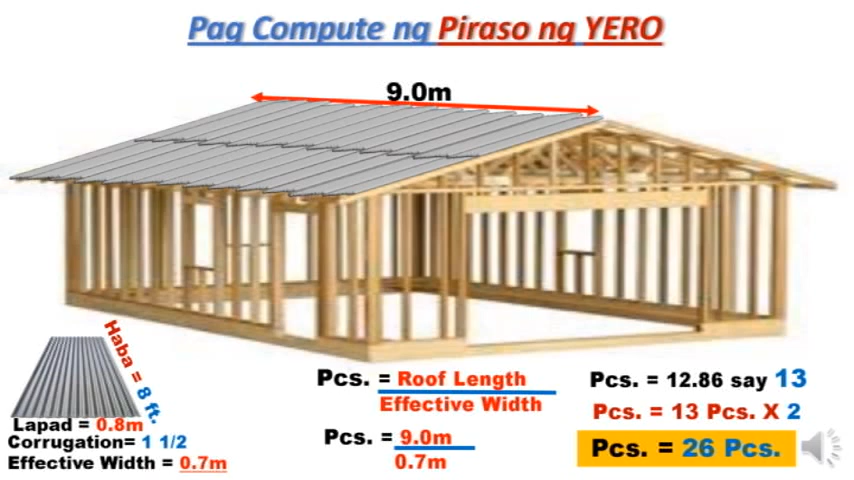 Pag Compute ng Piraso ng YERO
9.0m
Haba = 8 ft.
Lapad = 0.8m
Corrugation= 1 1/2
Effective Width = 0.7m
Pcs. = Roof Length
Effective Width
Pcs. = 9.0m
0.7m
Pcs. = 12.86 say 13
Pcs. = 13 Pcs. X 2
Pcs. = 26 Pcs.